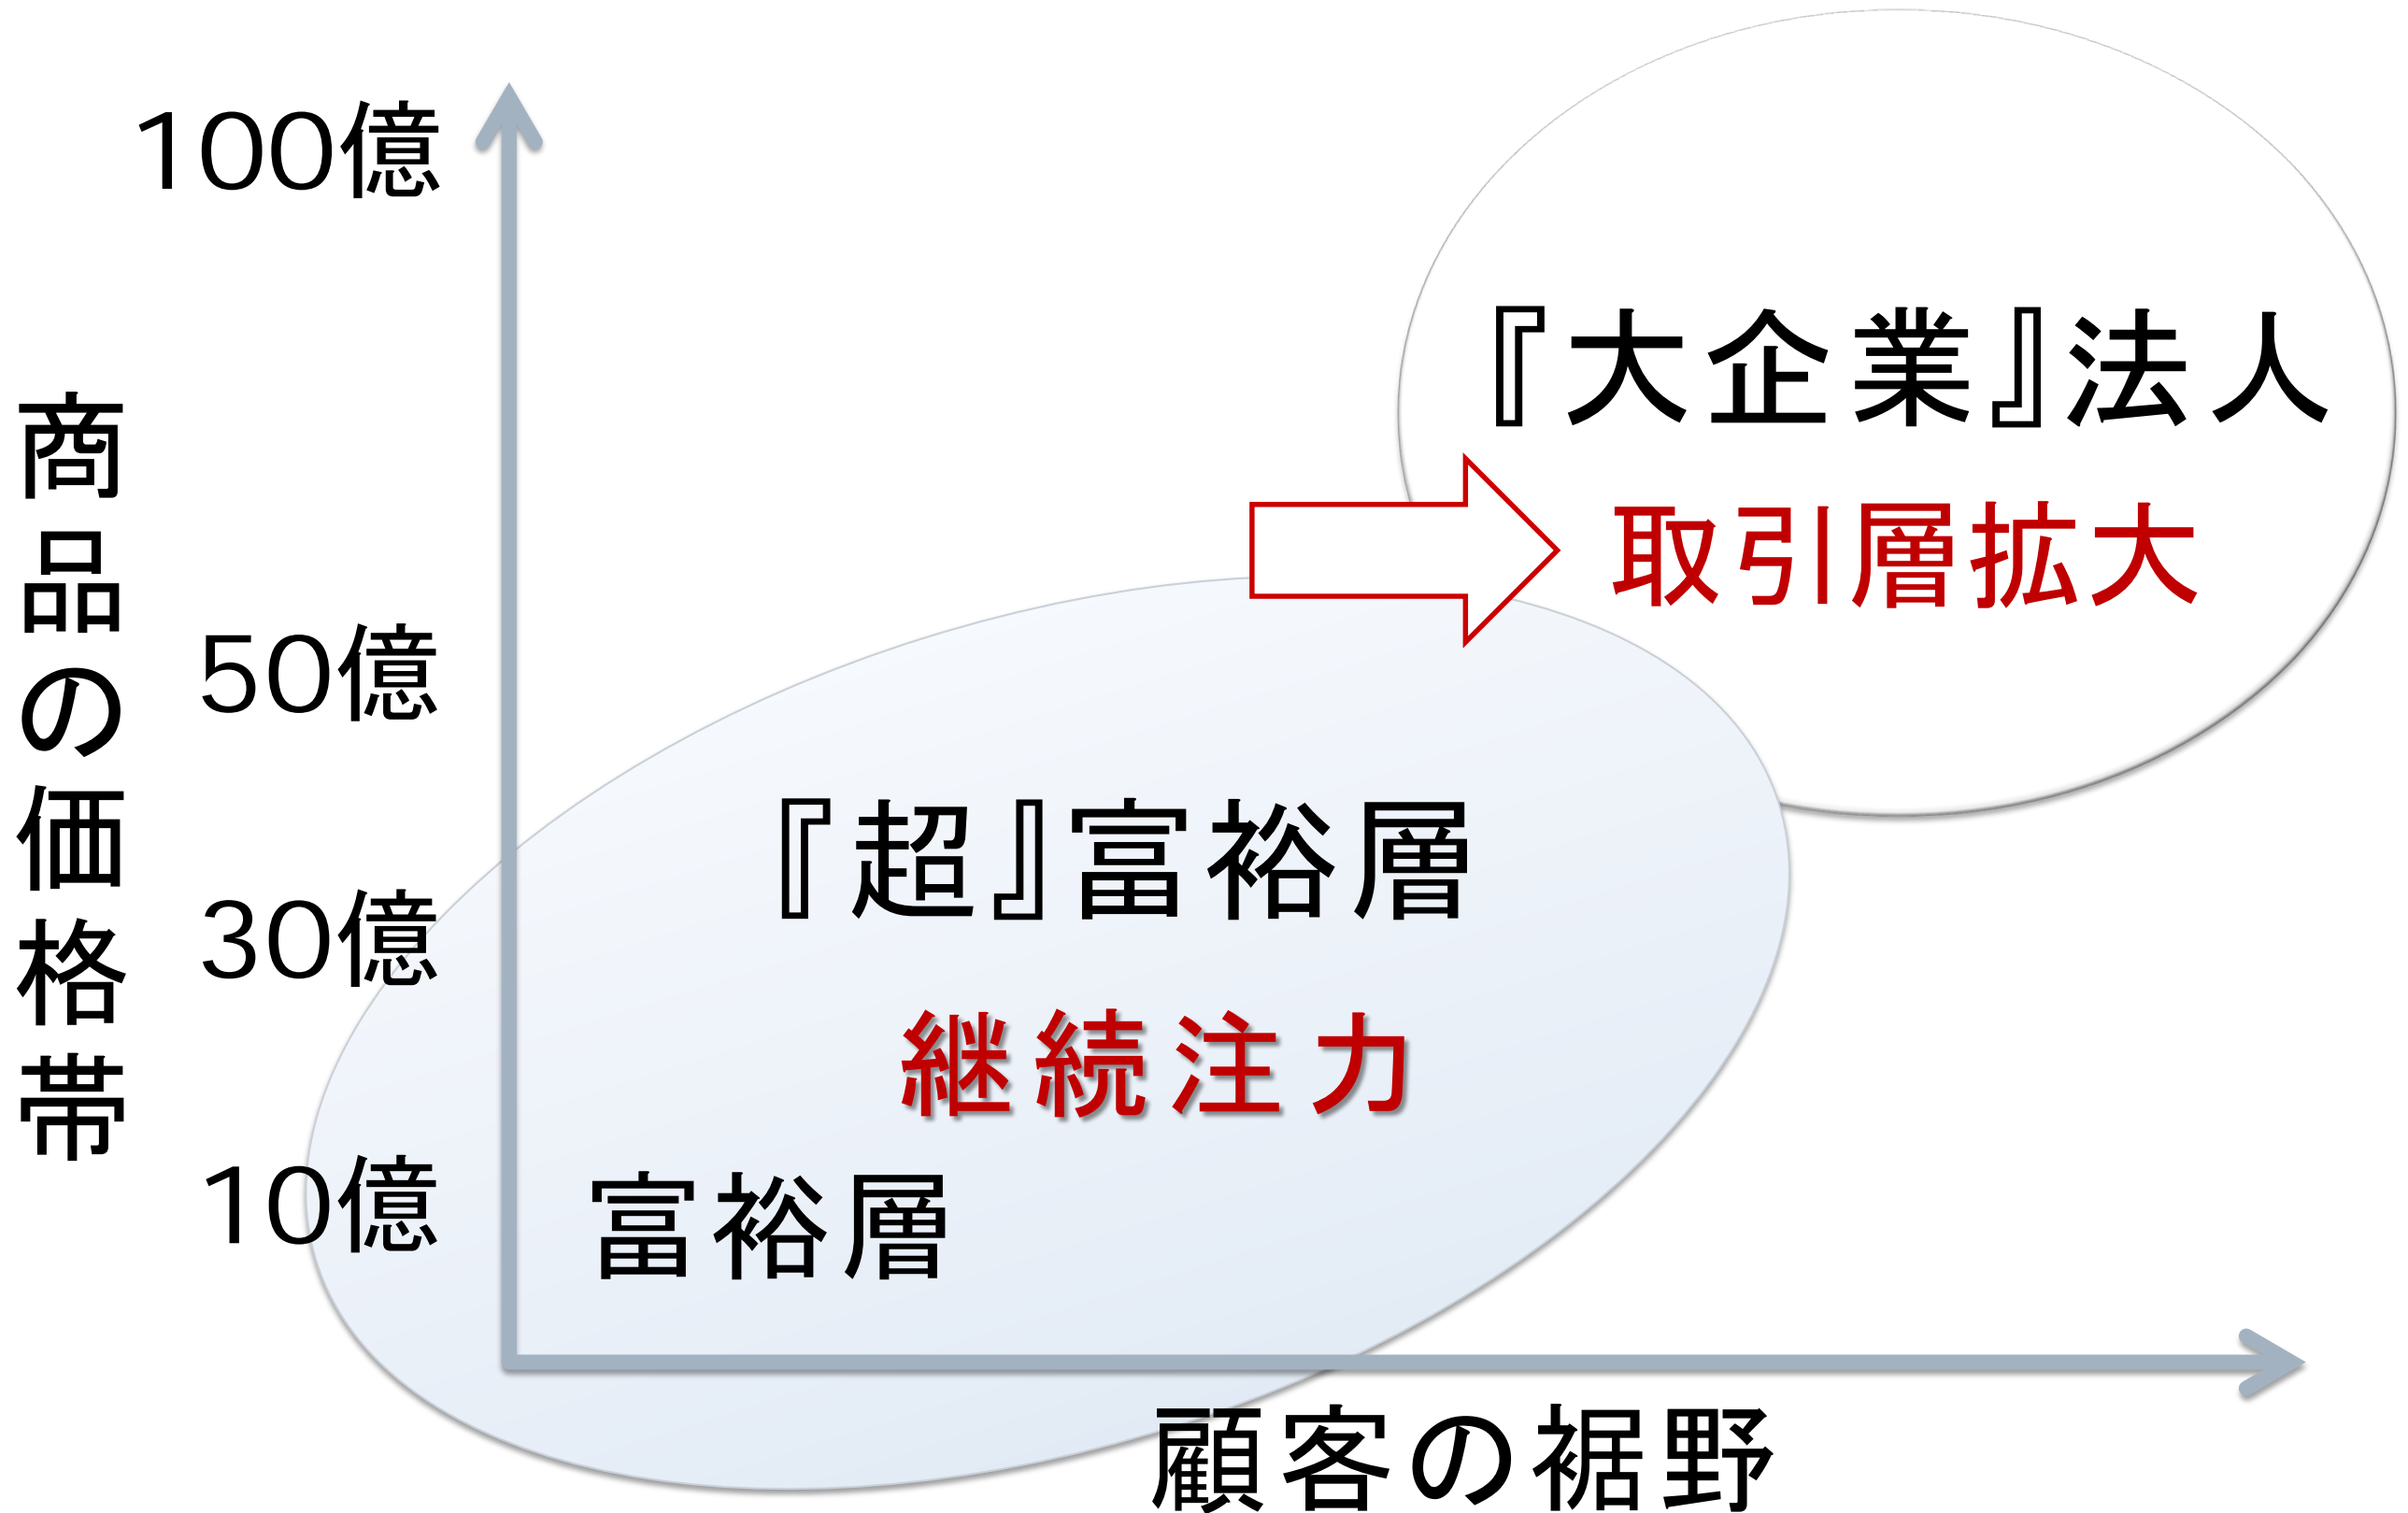 100億
『大企業』法人
取引層拡大
商品の価格帯
50億
『超』富裕層
30億
継続注力
10億
富裕層
顧客の裾野